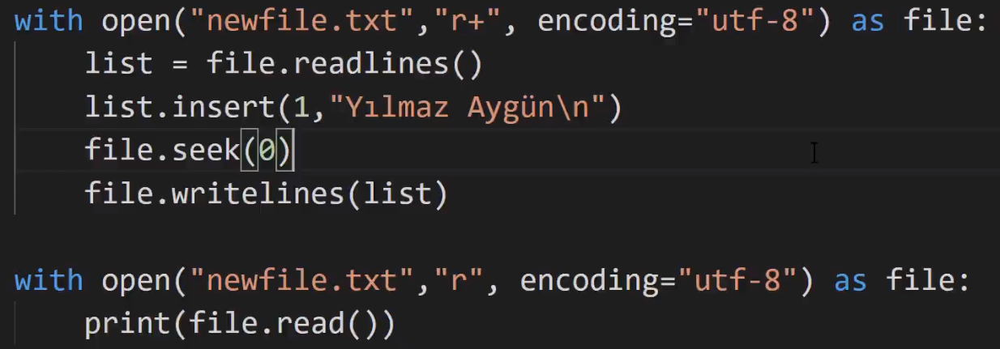 with open("newfile.txt","r+", encoding="utf-8") as file:
    list = file.readlines()
    list.insert(1,"Yılmaz Aygün\n")
    file.seek(0)
    file.writelines(list)

with open("newfile.txt","r", encoding="utf-8") as file:
    print(file.read())